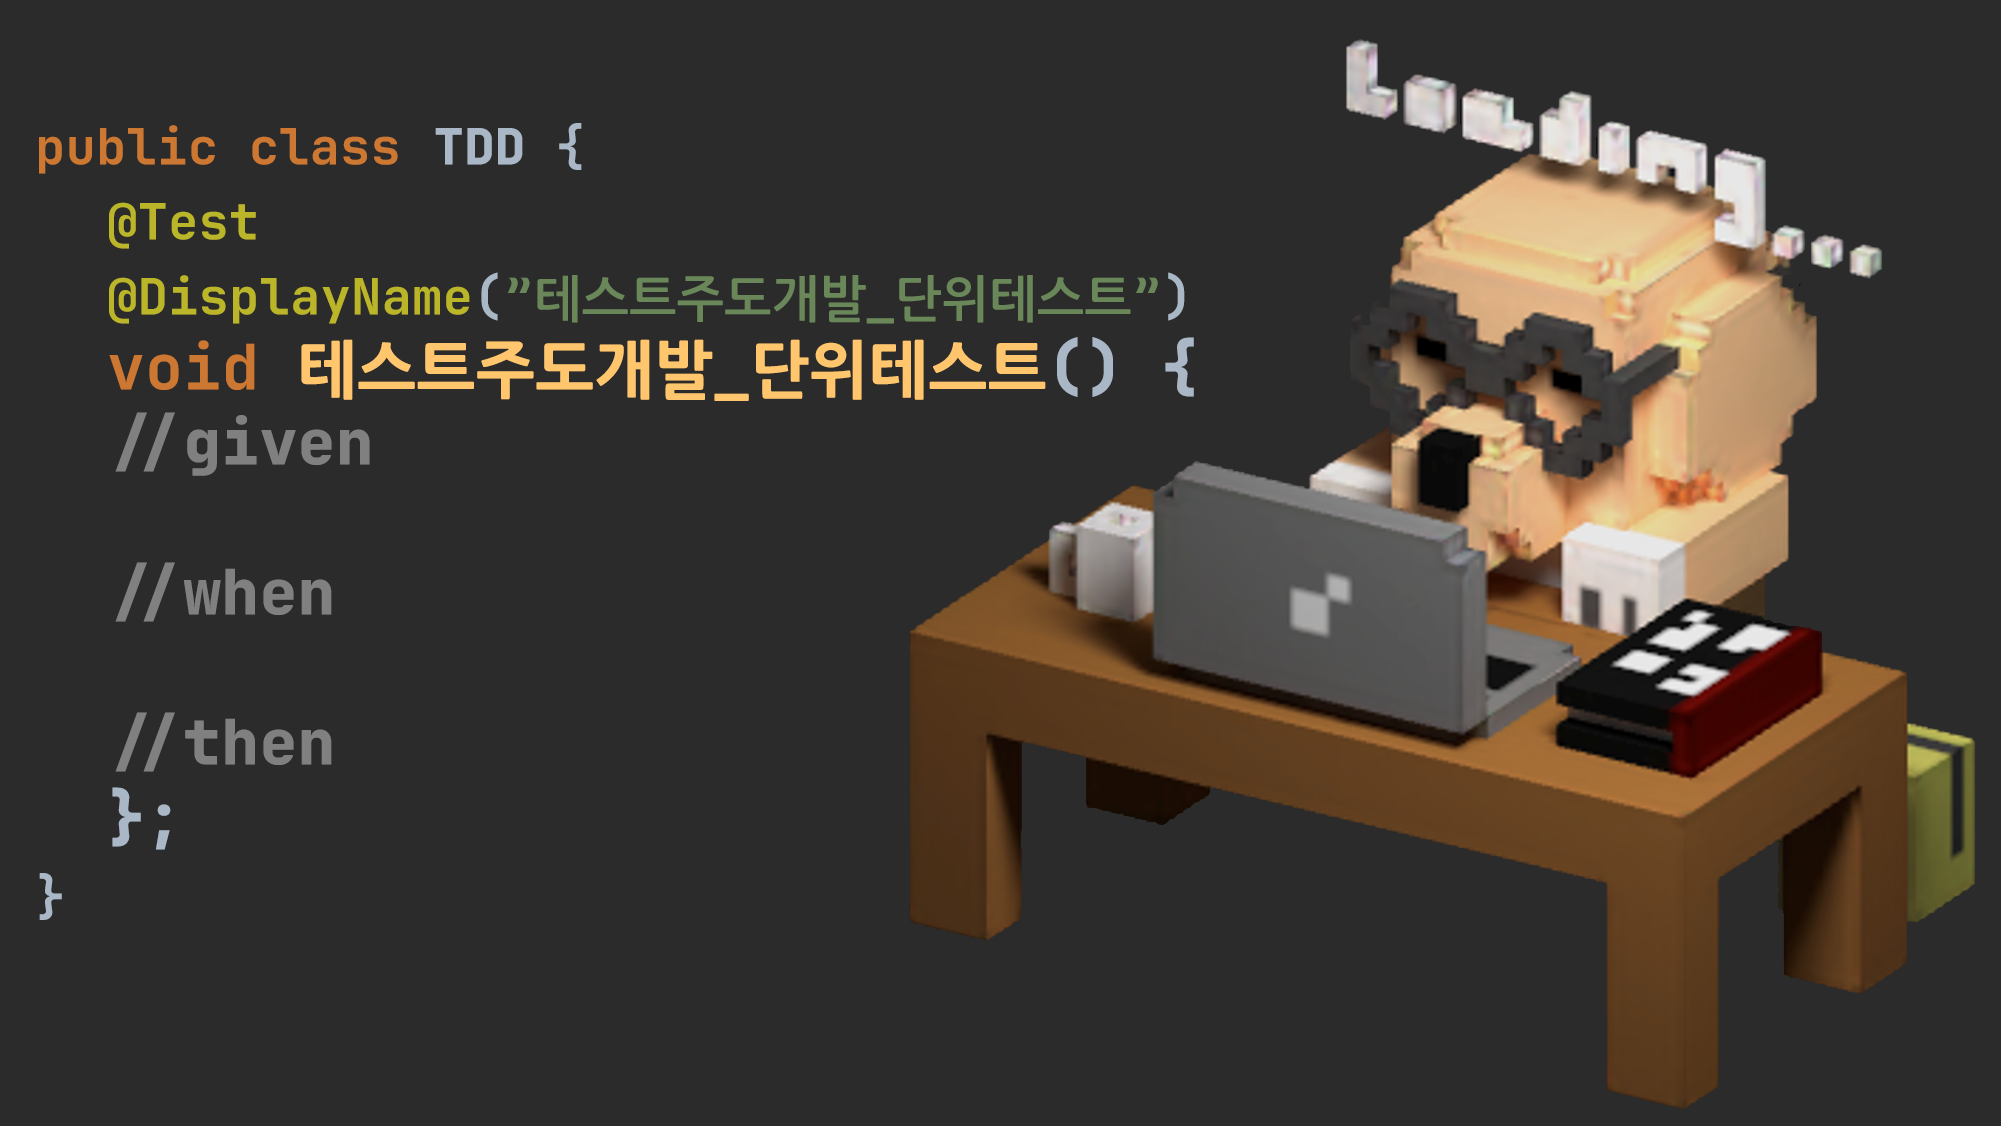 Loading...
public class TDD {
@Test
@DisplayName(”테스트주도개발_단위테스트”)
void 테스트주도개발_단위테스트() {
//given
//when
//then
};
}